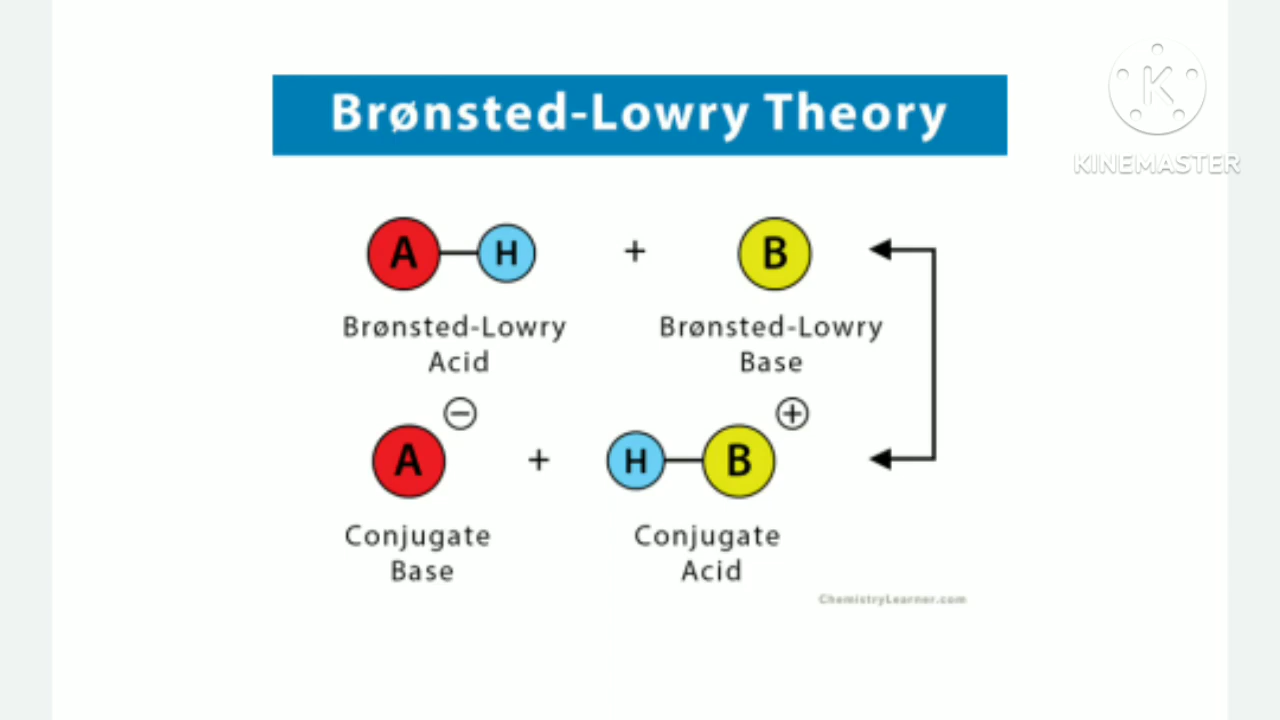 Brønsted-Lowry Theory
K
KINEMASTER
A H + B
Brønsted-Lowry Acid
Brønsted-Lowry Base
A ⊖ + H B ⊕
Conjugate Base
Conjugate Acid
ChemistryLearner.com